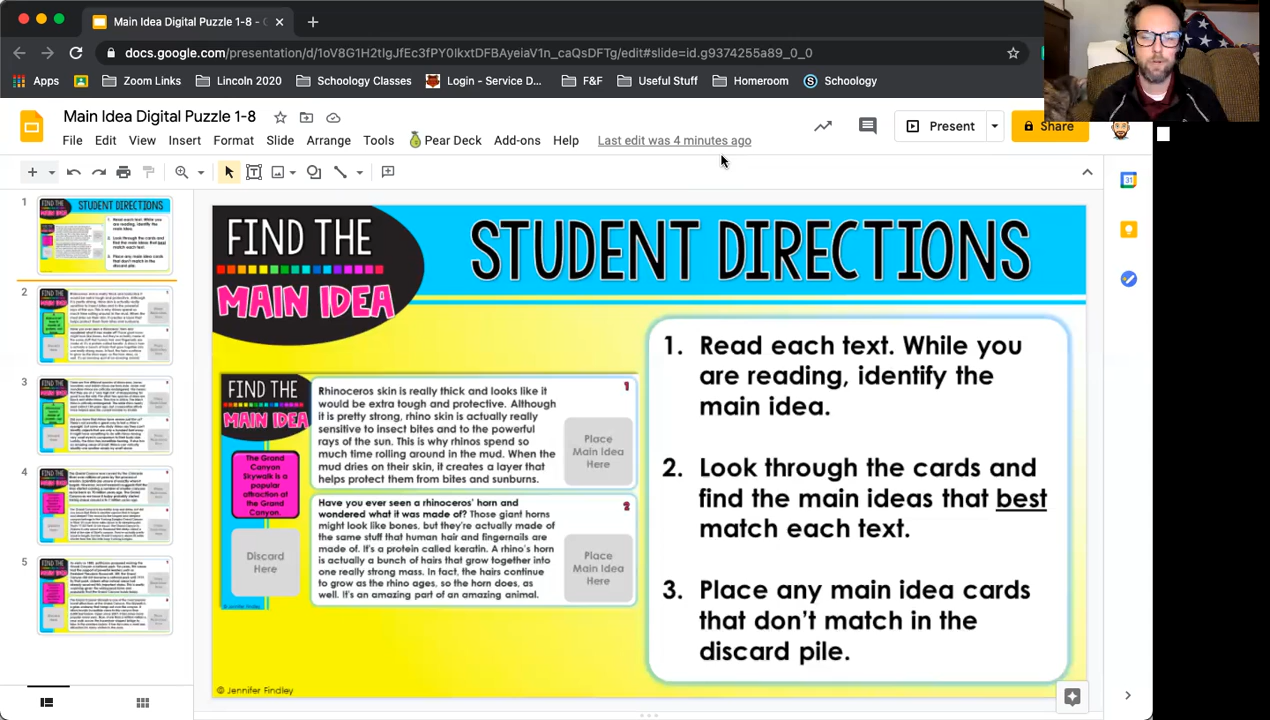 Main Idea Digital Puzzle 1-8 - G
docs.google.com/presentation/d/1oV8G1H2tIgJfEc3fPY0IkxtDFBAyeiaV1n_caQsDFTg/edit#slide=id.g9374255a89_0_0
Apps
Zoom Links
Lincoln 2020
Schoology Classes
Login - Service D...
F&F
Useful Stuff
Homeroom
S Schoology
Main Idea Digital Puzzle 1-8
Present
Share
File Edit View Insert Format Slide Arrange Tools Pear Deck Add-ons Help Last edit was 4 minutes ago
31
1
2
3
4
5
FIND THE
MAIN IDEA
STUDENT DIRECTIONS
FIND THE
MAIN IDEA
The Grand
Canyon
Skywalk is a
popular
attraction at
the Grand
Canyon.
Discard
Here
1
Rhinoceros skin is really thick and looks like it
would be extra tough and protective. Although
it is pretty strong, rhino skin is actually really
sensitive to insect bites and to the powerful
rays of the sun. This is why rhinos spend so
much time rolling around in the mud. When the
mud dries on their skin, it creates a layer that
helps protect them from bites and sunburns.
Place
Main Idea
Here
2
Have you ever seen a rhinoceros' horn and
wondered what it was made of? Those giant horns
might look like bones, but they're actually made of
the same stuff that human hair and fingernails are
made of. It's a protein called keratin. A rhino's horn
is actually a bunch of hairs that grow together into
one really strong mass. In fact, the hairs continue
to grow as the rhino ages, so the horn does, as
well. It's an amazing part of an amazing animal.
Place
Main Idea
Here
1. Read each text. While you
are reading, identify the
main idea.
2. Look through the cards and
find the main ideas that best
match each text.
3. Place any main idea cards
that don't match in the
discard pile.
© Jennifer Findley